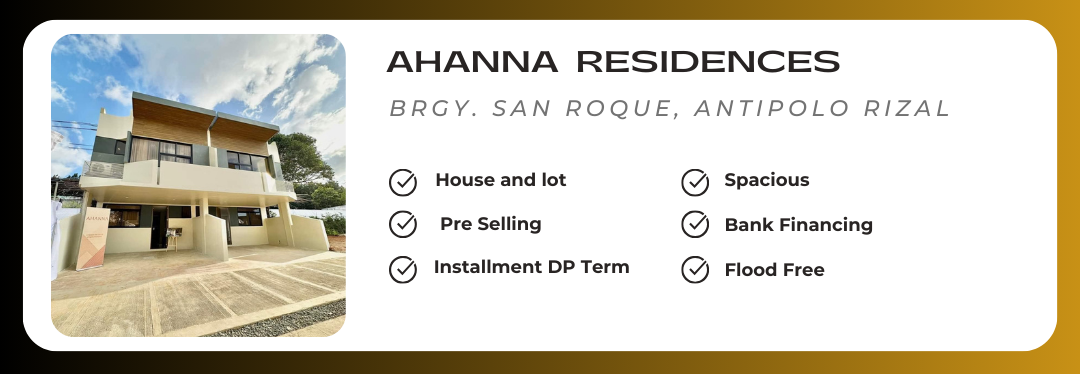 AHANNA RESIDENCES
BRGY. SAN ROQUE, ANTIPOLO RIZAL
House and lot
Pre Selling
Installment DP Term
Spacious
Bank Financing
Flood Free
AHANNA